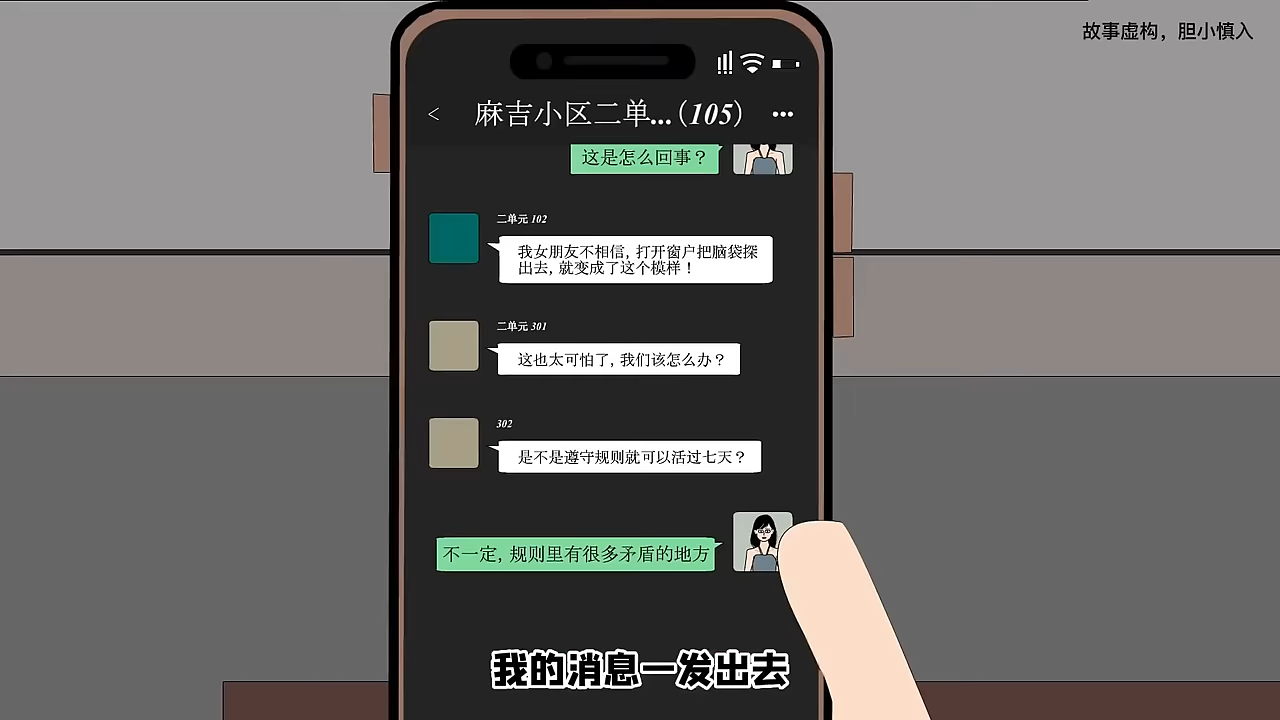 故事虚构，胆小慎入
< 麻吉小区二单...（105） •••
这是怎么回事？
二单元 102
我女朋友不相信, 打开窗户把脑袋探
出去, 就变成了这个模样！
二单元 301
这也太可怕了, 我们该怎么办？
302
是不是遵守规则就可以活过七天？
不一定, 规则里有很多矛盾的地方
我的消息一发出去